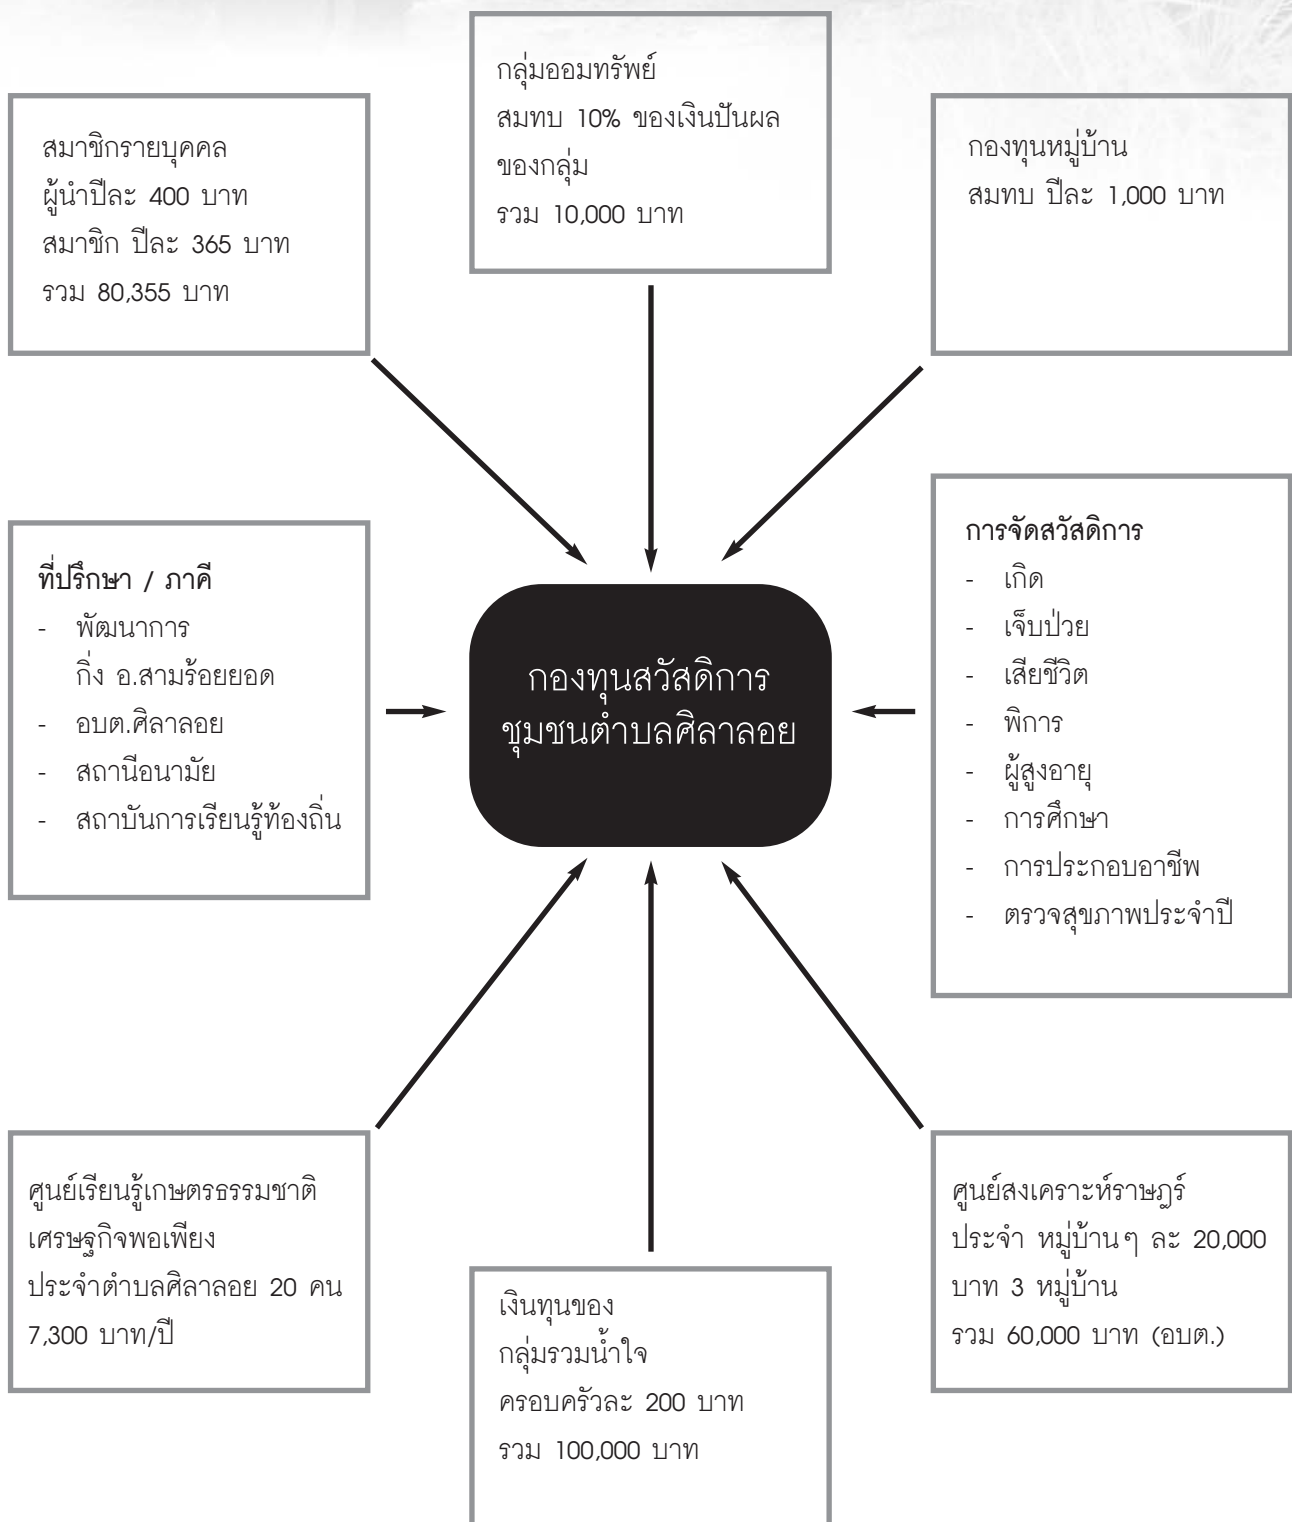 กลุ่มออมทรัพย์
สมทบ 10% ของเงินปันผล
ของกลุ่ม
รวม 10,000 บาท
สมาชิกรายบุคคล
ผู้นำปีละ 400 บาท
สมาชิก ปีละ 365 บาท
รวม 80,355 บาท
กองทุนหมู่บ้าน
สมทบ ปีละ 1,000 บาท
ที่ปรึกษา / ภาคี
- พัฒนาการ
กิ่ง อ.สามร้อยยอด
- อบต.ศิลาลอย
- สถานีอนามัย
- สถาบันการเรียนรู้ท้องถิ่น
กองทุนสวัสดิการ
ชุมชนตำบลศิลาลอย
การจัดสวัสดิการ
- เกิด
- เจ็บป่วย
- เสียชีวิต
- พิการ
- ผู้สูงอายุ
- การศึกษา
- การประกอบอาชีพ
- ตรวจสุขภาพประจำปี
ศูนย์เรียนรู้เกษตรธรรมชาติ
เศรษฐกิจพอเพียง
ประจำตำบลศิลาลอย 20 คน
7,300 บาท/ปี
เงินทุนของ
กลุ่มรวมน้ำใจ
ครอบครัวละ 200 บาท
รวม 100,000 บาท
ศูนย์สงเคราะห์ราษฎร์
ประจำ หมู่บ้านๆ ละ 20,000
บาท 3 หมู่บ้าน
รวม 60,000 บาท (อบต.)